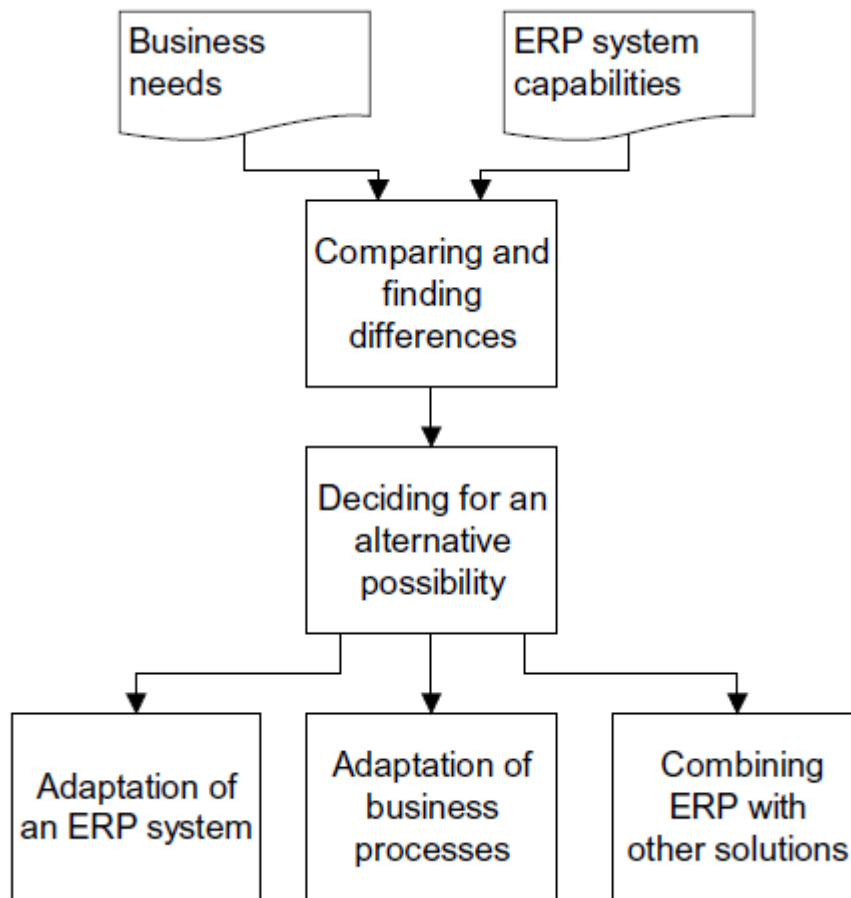 Business
needs
ERP system
capabilities
Comparing and
finding
differences
Deciding for an
alternative
possibility
Adaptation of
an ERP system
Adaptation of
business
processes
Combining
ERP with
other solutions